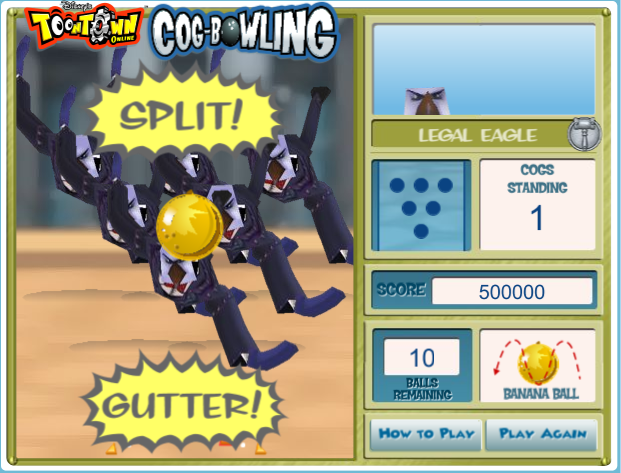 Disney's
TOONTOWN
ONLINE
COG-BOWLING
SPLIT!
GUTTER!
LEGAL EAGLE
COGS
STANDING
1
SCORE 500000
10
BALLS
REMAINING
BANANA BALL
HOW TO PLAY
PLAY AGAIN